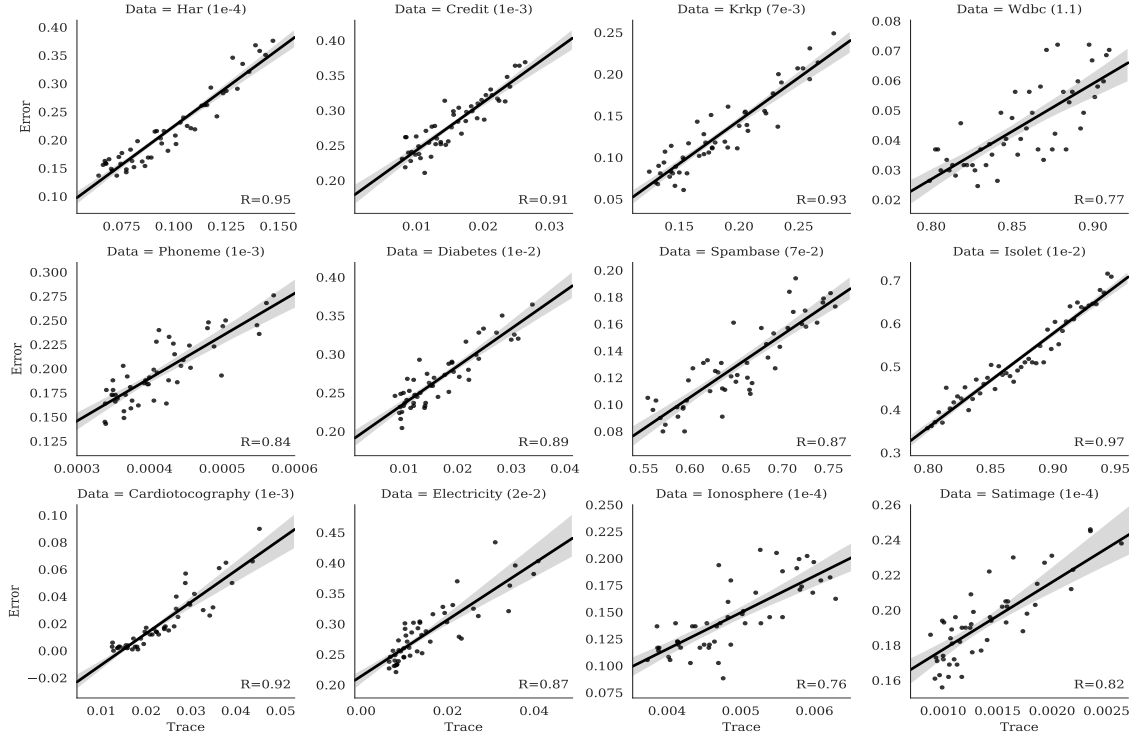 Data = Har (1e-4) Data = Credit (1e-3) Data = Krkp (7e-3) Data = Wdbc (1.1)
0.40 0.35 0.30 0.25 0.20 0.15 0.10
Error
0.40 0.35 0.30 0.25 0.20
0.25 0.20 0.15 0.10 0.05
0.08 0.07 0.06 0.05 0.04 0.03 0.02
R=0.95 R=0.91 R=0.93 R=0.77
0.075 0.100 0.125 0.150 0.01 0.02 0.03 0.15 0.20 0.25 0.80 0.85 0.90
Data = Phoneme (1e-3) Data = Diabetes (1e-2) Data = Spambase (7e-2) Data = Isolet (1e-2)
0.300 0.275 0.250 0.225 0.200 0.175 0.150 0.125
Error
0.40 0.35 0.30 0.25 0.20
0.20 0.18 0.16 0.14 0.12 0.10 0.08
0.7 0.6 0.5 0.4 0.3
R=0.84 R=0.89 R=0.87 R=0.97
0.0003 0.0004 0.0005 0.0006 0.01 0.02 0.03 0.04 0.55 0.60 0.65 0.70 0.75 0.80 0.85 0.90 0.95
Data = Cardiotocography (1e-3) Data = Electricity (2e-2) Data = Ionosphere (1e-4) Data = Satimage (1e-4)
0.10 0.08 0.06 0.04 0.02 0.00 −0.02
Error
0.45 0.40 0.35 0.30 0.25 0.20
0.250 0.225 0.200 0.175 0.150 0.125 0.100 0.075
0.26 0.24 0.22 0.20 0.18 0.16
R=0.92 R=0.87 R=0.76 R=0.82
0.01 0.02 0.03 0.04 0.05 0.00 0.02 0.04 0.004 0.005 0.006 0.0010 0.0015 0.0020 0.0025
Trace Trace Trace Trace